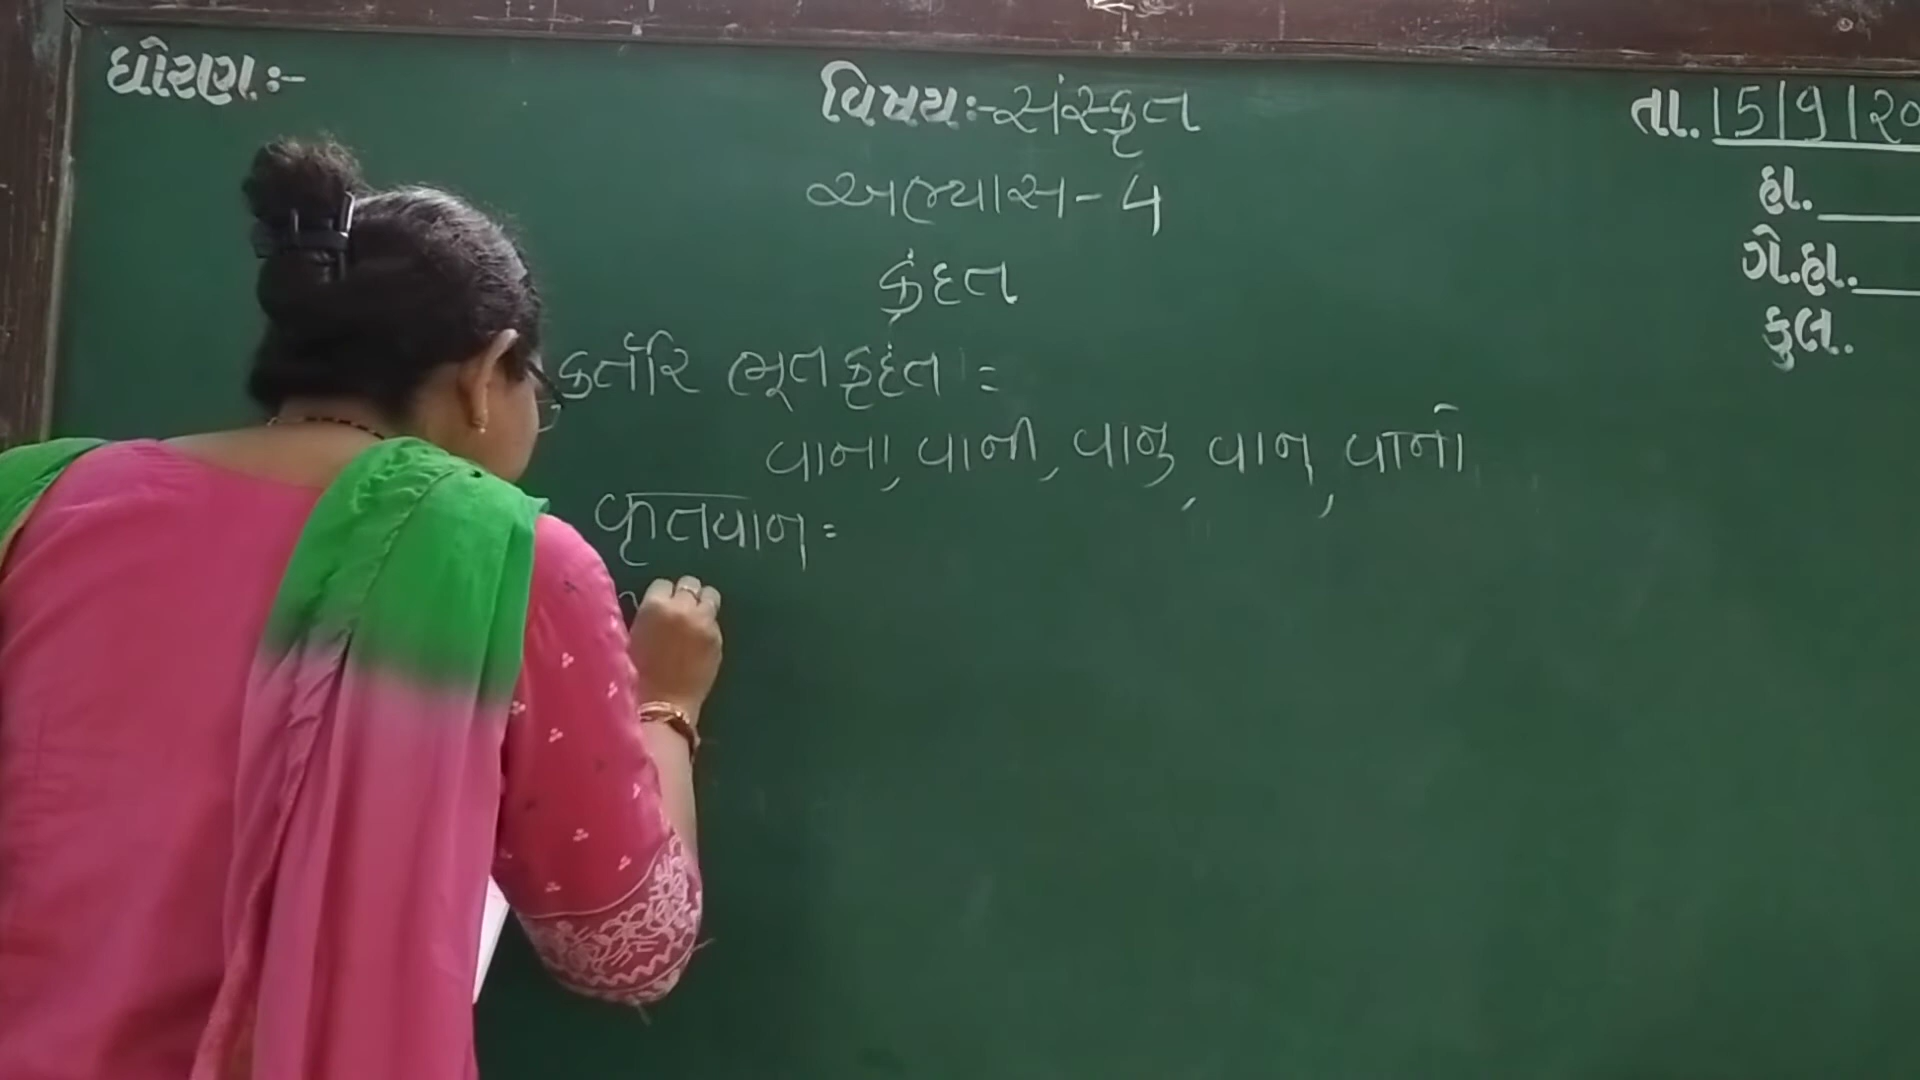 ધોરણ :-
વિષય :- સંસ્કૃત
તા. 15/9/20
અભ્યાસ - 4
હા.
ગે.હા.
કૃદંત
કુલ.
કર્તરિ ભૂતકૃદંત :
વાના, વાની, વાનુ, વાન્, વાનાં
કૃતવાન્ :